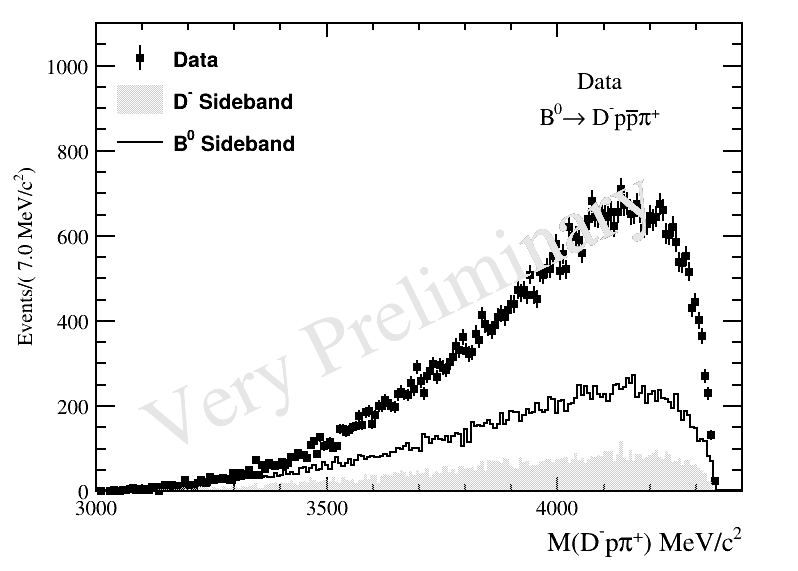 Data
D⁻ Sideband
B⁰ Sideband
Data
B⁰→ D⁻pp̅π⁺
Very Preliminary
Events/( 7.0 MeV/c²)
1000
800
600
400
200
0
3000
3500
4000
M(D⁻pπ⁺) MeV/c²